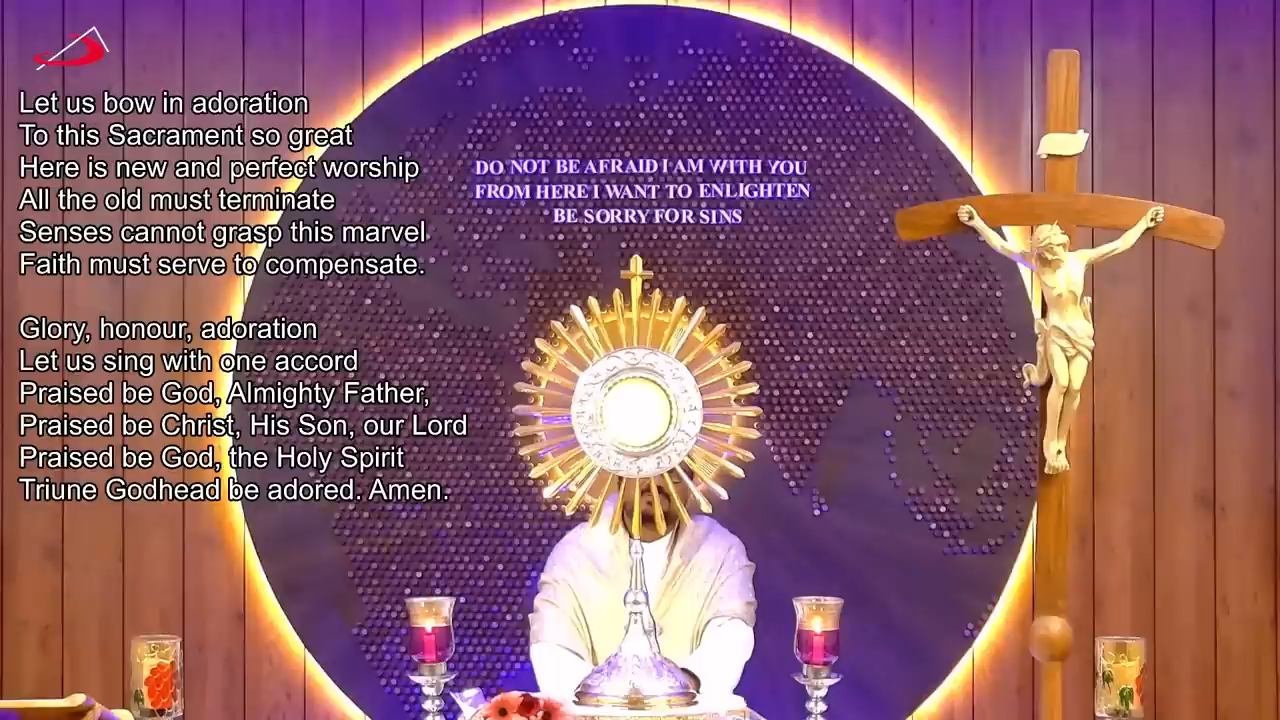 Let us bow in adoration
To this Sacrament so great
Here is new and perfect worship
All the old must terminate
Senses cannot grasp this marvel
Faith must serve to compensate.
Glory, honour, adoration
Let us sing with one accord
Praised be God, Almighty Father,
Praised be Christ, His Son, our Lord
Praised be God, the Holy Spirit
Triune Godhead be adored. Amen.
DO NOT BE AFRAID I AM WITH YOU
FROM HERE I WANT TO ENLIGHTEN
BE SORRY FOR SINS